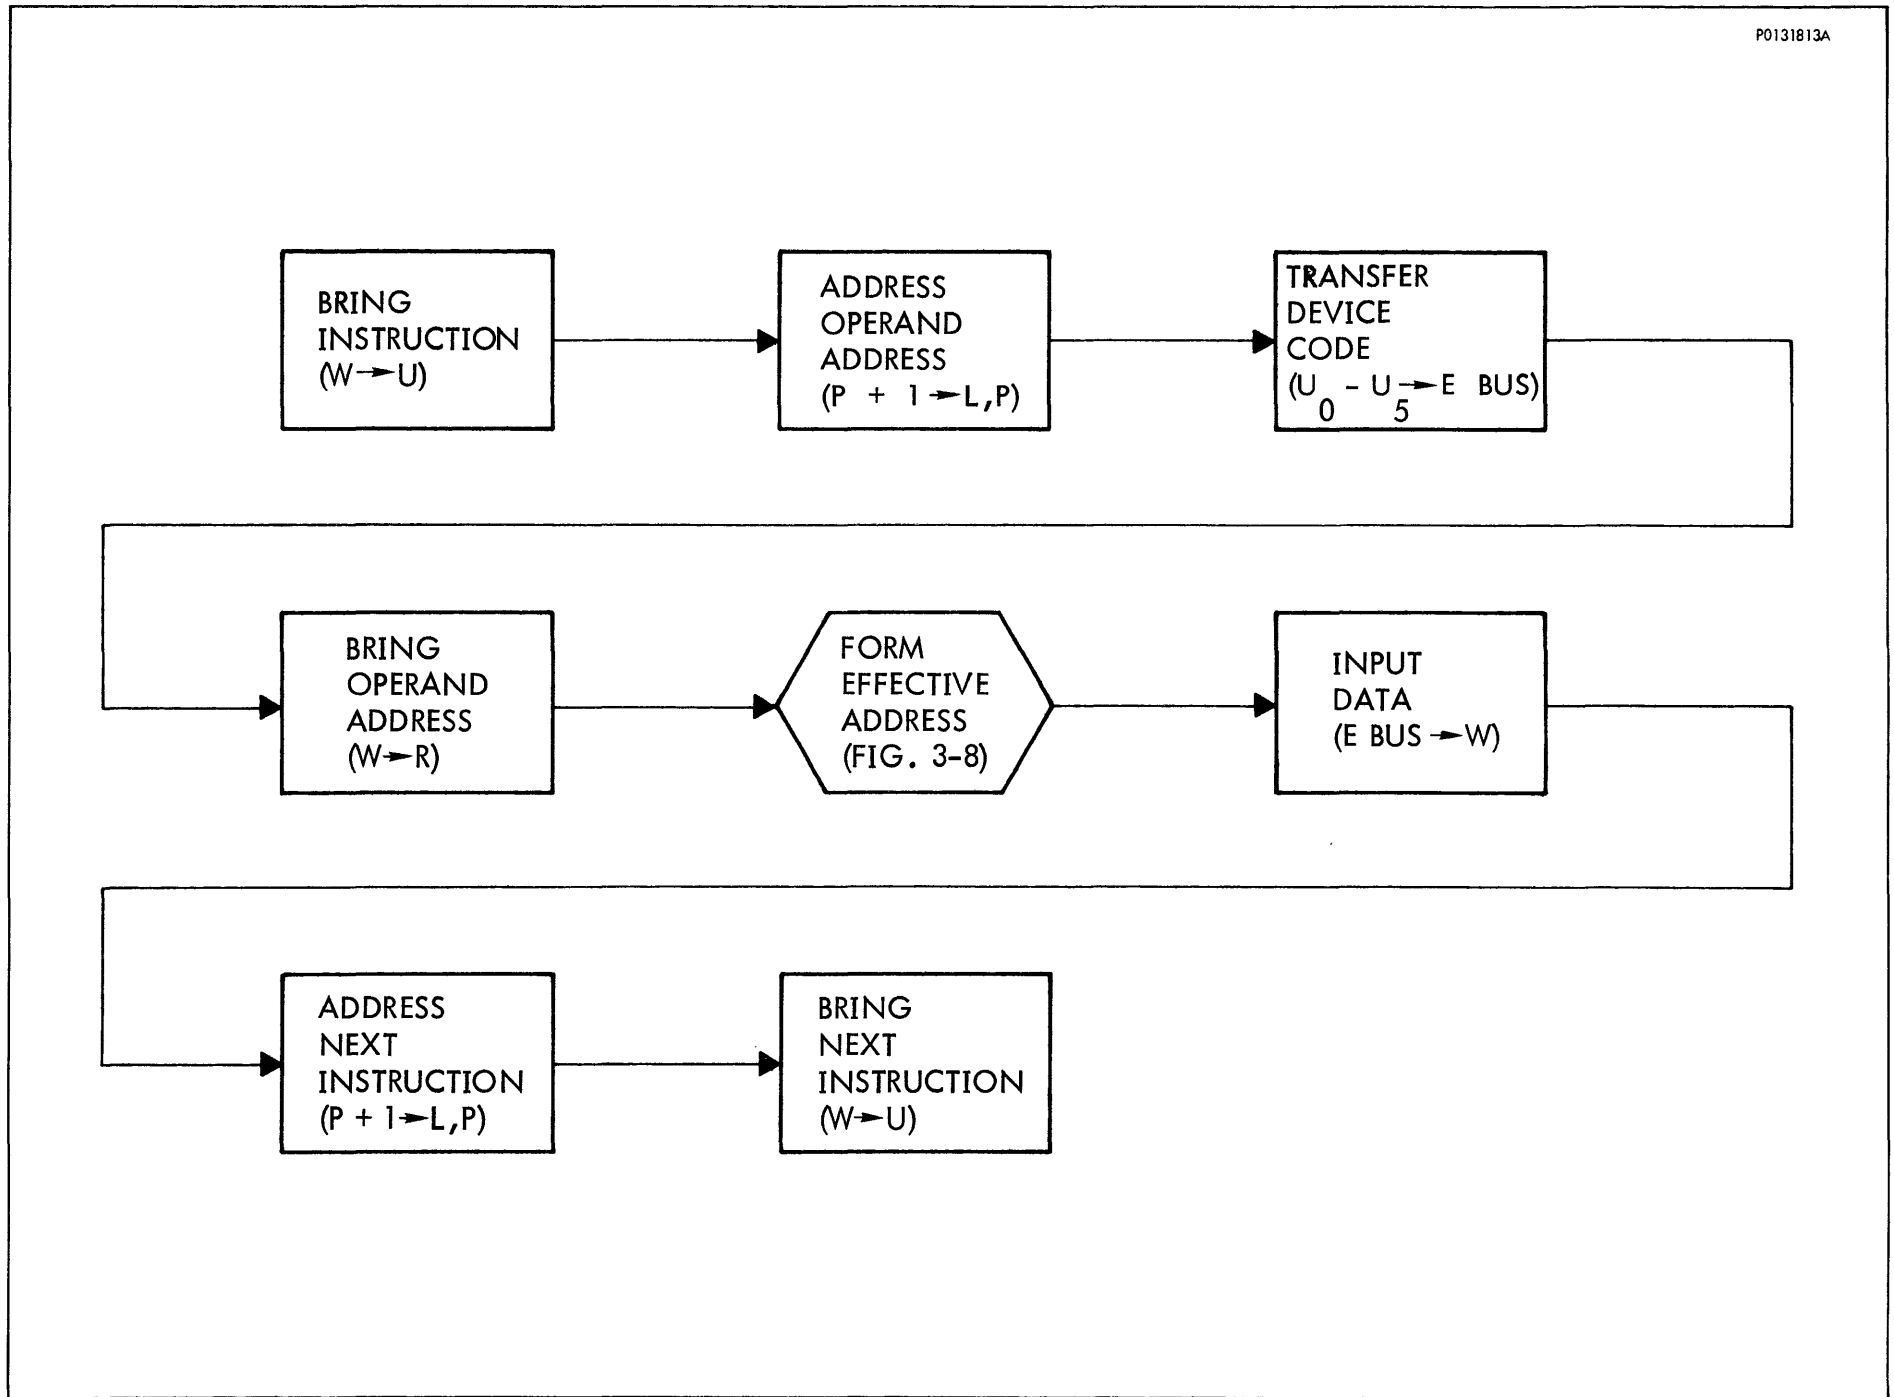 P0131813A
BRING
INSTRUCTION
(W→U)
ADDRESS
OPERAND
ADDRESS
(P + 1→L,P)
TRANSFER
DEVICE
CODE
(U₀ - U₅→E BUS)
BRING
OPERAND
ADDRESS
(W→R)
FORM
EFFECTIVE
ADDRESS
(FIG. 3-8)
INPUT
DATA
(E BUS→W)
ADDRESS
NEXT
INSTRUCTION
(P + 1→L,P)
BRING
NEXT
INSTRUCTION
(W→U)